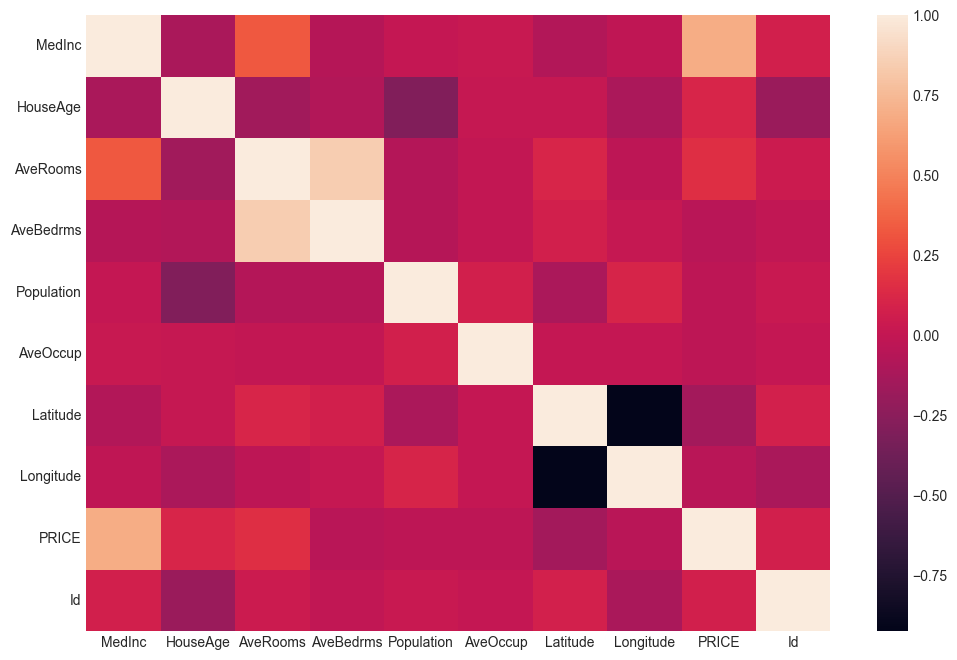 MedInc
HouseAge
AveRooms
AveBedrms
Population
AveOccup
Latitude
Longitude
PRICE
Id
MedInc HouseAge AveRooms AveBedrms Population AveOccup Latitude Longitude PRICE Id
1.00
0.75
0.50
0.25
0.00
−0.25
−0.50
−0.75